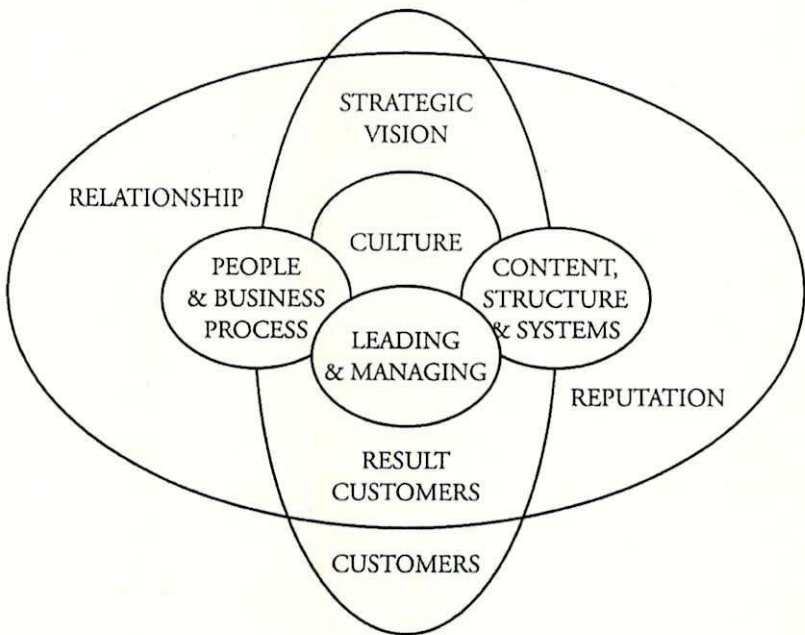 STRATEGIC
VISION
RELATIONSHIP
CULTURE
PEOPLE
& BUSINESS
PROCESS
CONTENT,
STRUCTURE
& SYSTEMS
LEADING
& MANAGING
REPUTATION
RESULT
CUSTOMERS
CUSTOMERS